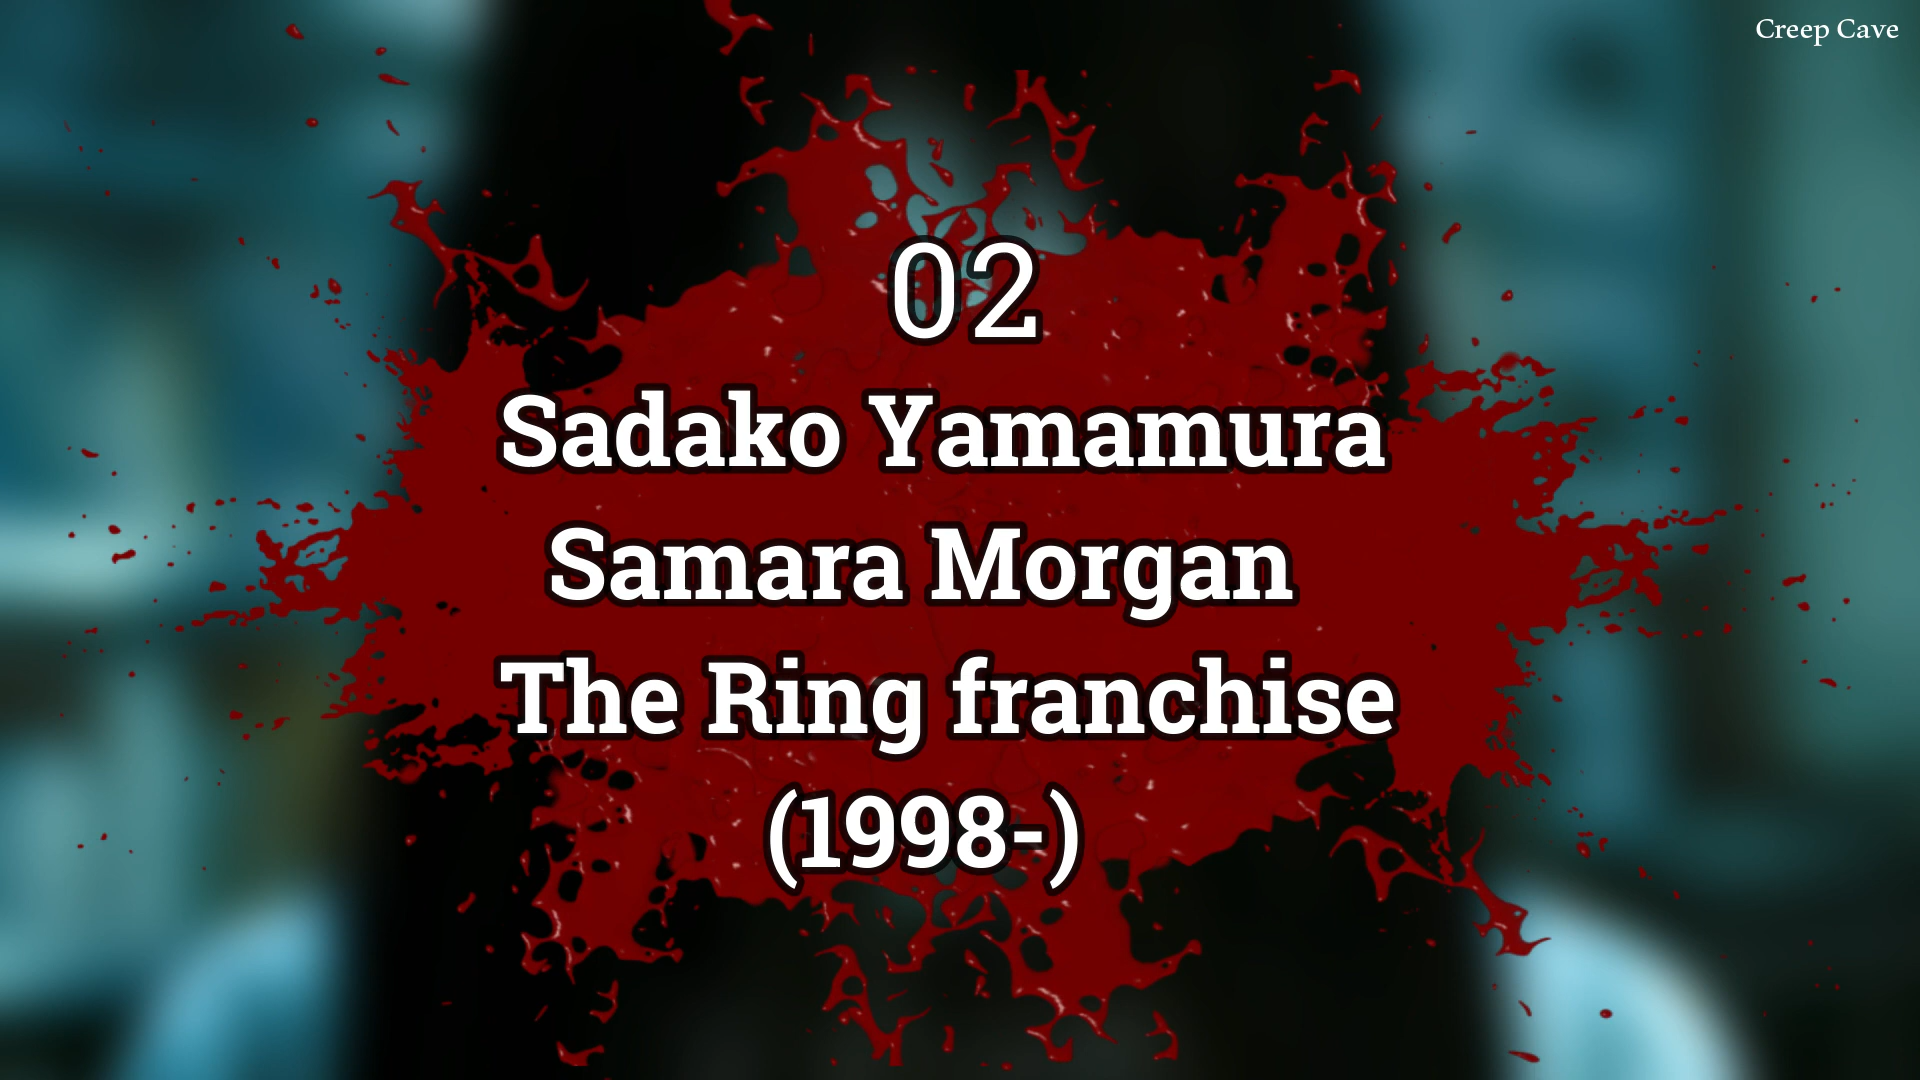 Creep Cave
02
Sadako Yamamura
Samara Morgan
The Ring franchise
(1998-)